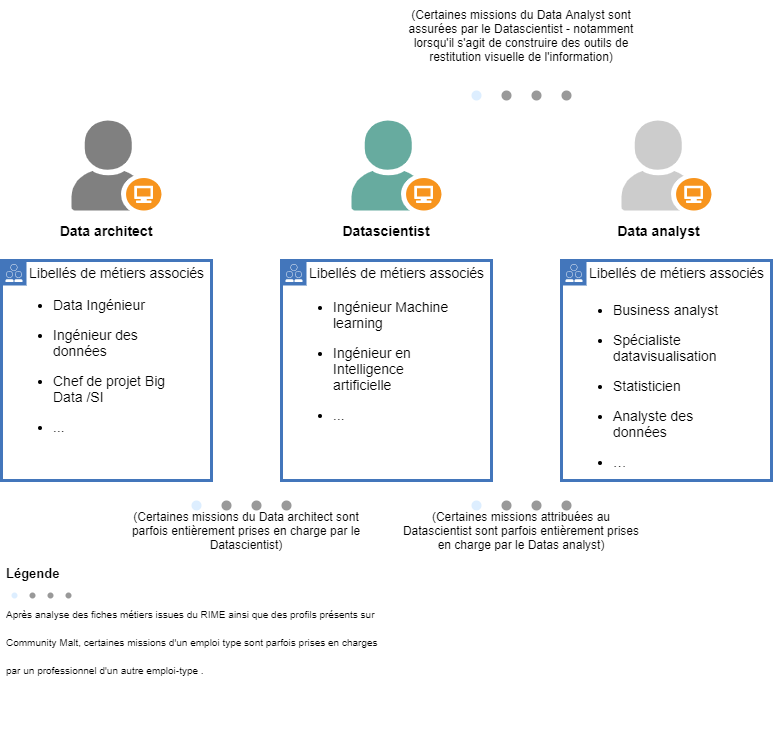 (Certaines missions du Data Analyst sont
assurées par le Datascientist - notamment
lorsqu'il s'agit de construire des outils de
restitution visuelle de l'information)
Data architect
Datascientist
Data analyst
Libellés de métiers associés
• Data Ingénieur
• Ingénieur des
données
• Chef de projet Big
Data /SI
• ...
Libellés de métiers associés
• Ingénieur Machine
learning
• Ingénieur en
Intelligence
artificielle
• ...
Libellés de métiers associés
• Business analyst
• Spécialiste
datavisualisation
• Statisticien
• Analyste des
données
• …
(Certaines missions du Data architect sont
parfois entièrement prises en charge par le
Datascientist)
(Certaines missions attribuées au
Datascientist sont parfois entièrement prises
en charge par le Datas analyst)
Légende
Après analyse des fiches métiers issues du RIME ainsi que des profils présents sur
Community Malt, certaines missions d'un emploi type sont parfois prises en charges
par un professionnel d'un autre emploi-type .